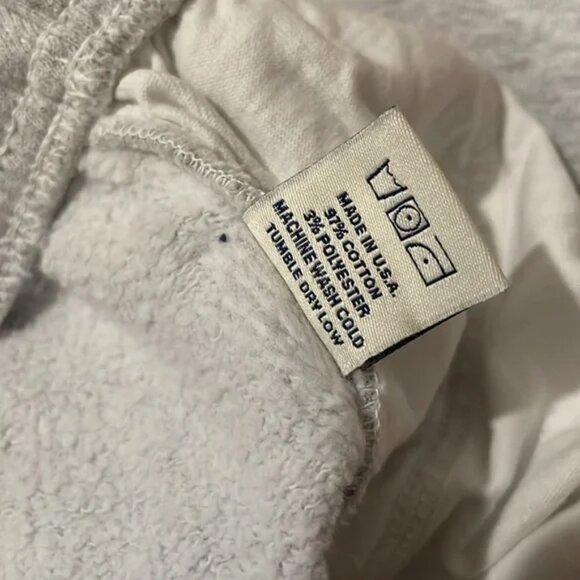 MADE IN U.S.A.
97% COTTON
3% POLYESTER
MACHINE WASH COLD
TUMBLE DRY LOW